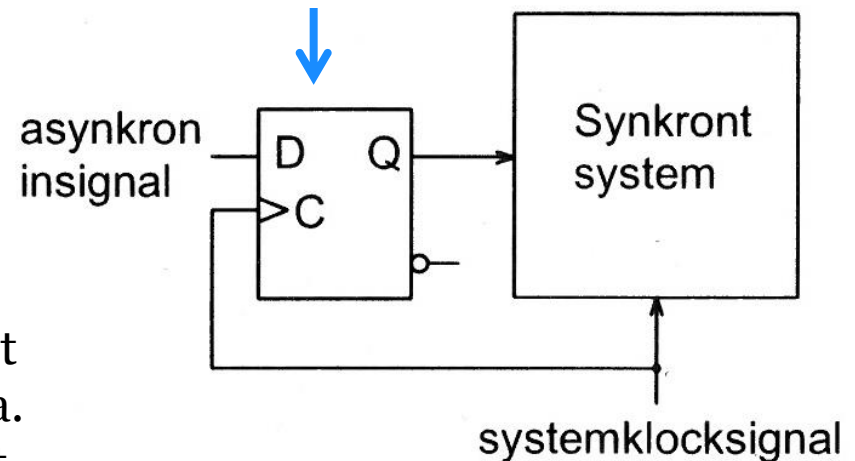 asynkron
insignal
D Q
C
Synkront
system
t
a.
systemklocksignal